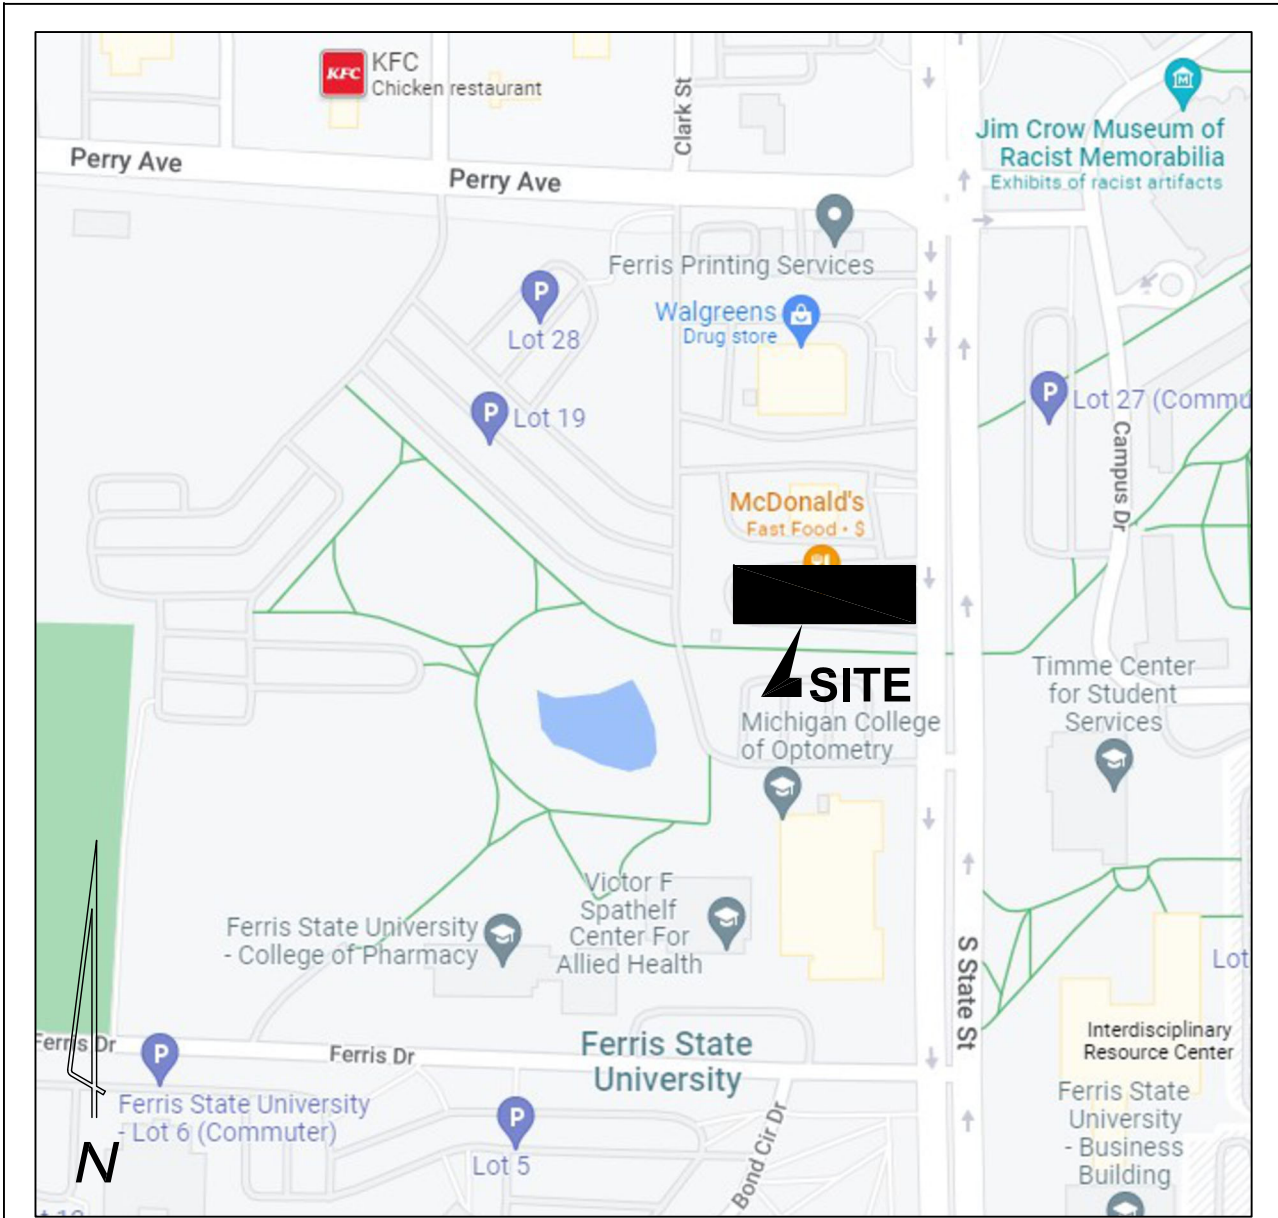 KFC
KFC
Chicken restaurant
Clark St
Jim Crow Museum of
Racist Memorabilia
Exhibits of racist artifacts
Perry Ave
Perry Ave
Ferris Printing Services
P
Lot 28
Walgreens
Drug store
P
Lot 19
P
Lot 27 (Commu
Campus Dr
McDonald's
Fast Food • $
SITE
Michigan College
of Optometry
Timme Center
for Student
Services
Victor F
Spathelf
Center For
Allied Health
Ferris State University
- College of Pharmacy
S State St
Lot
Interdisciplinary
Resource Center
Ferris Dr
Ferris Dr
Ferris State
University
P
Ferris State University
- Lot 6 (Commuter)
P
Lot 5
Bond Cir Dr
Ferris State
University
- Business
Building
N